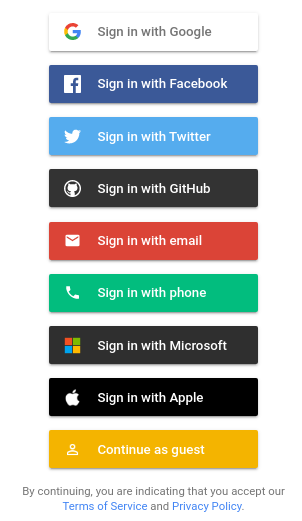 Sign in with Google
Sign in with Facebook
Sign in with Twitter
Sign in with GitHub
Sign in with email
Sign in with phone
Sign in with Microsoft
Sign in with Apple
Continue as guest
By continuing, you are indicating that you accept our
Terms of Service and Privacy Policy.